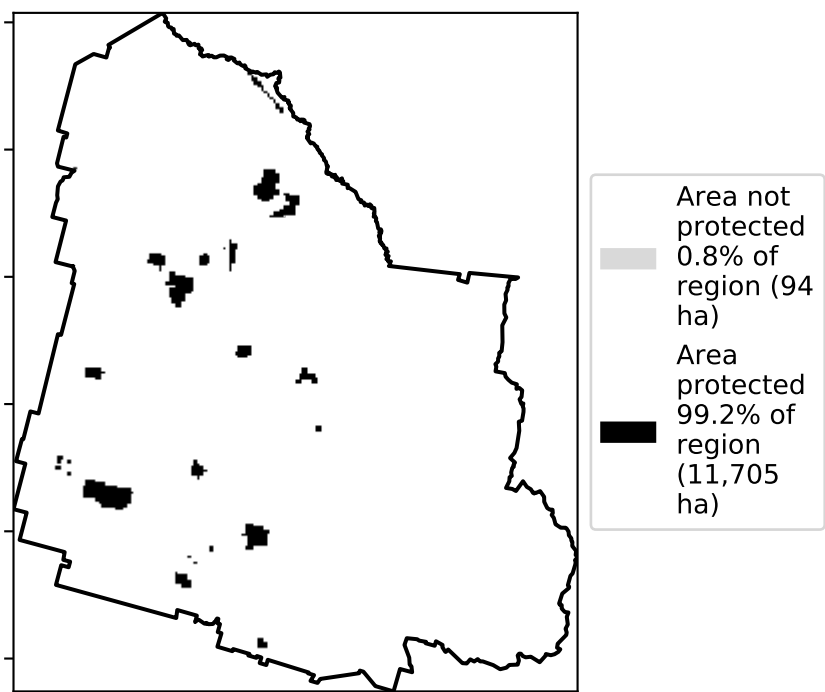 Area not
protected
0.8% of
region (94
ha)
Area
protected
99.2% of
region
(11,705
ha)